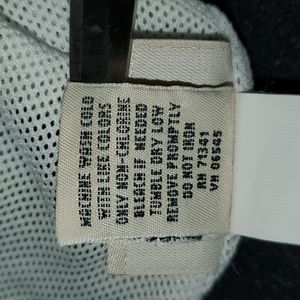 MACHINE WASH COLD
WITH LIKE COLORS
ONLY NON-CHLORINE
BLEACH IF NEEDED
TUMBLE DRY LOW
REMOVE PROMPTLY
DO NOT IRON
RN 79341
VN 06545